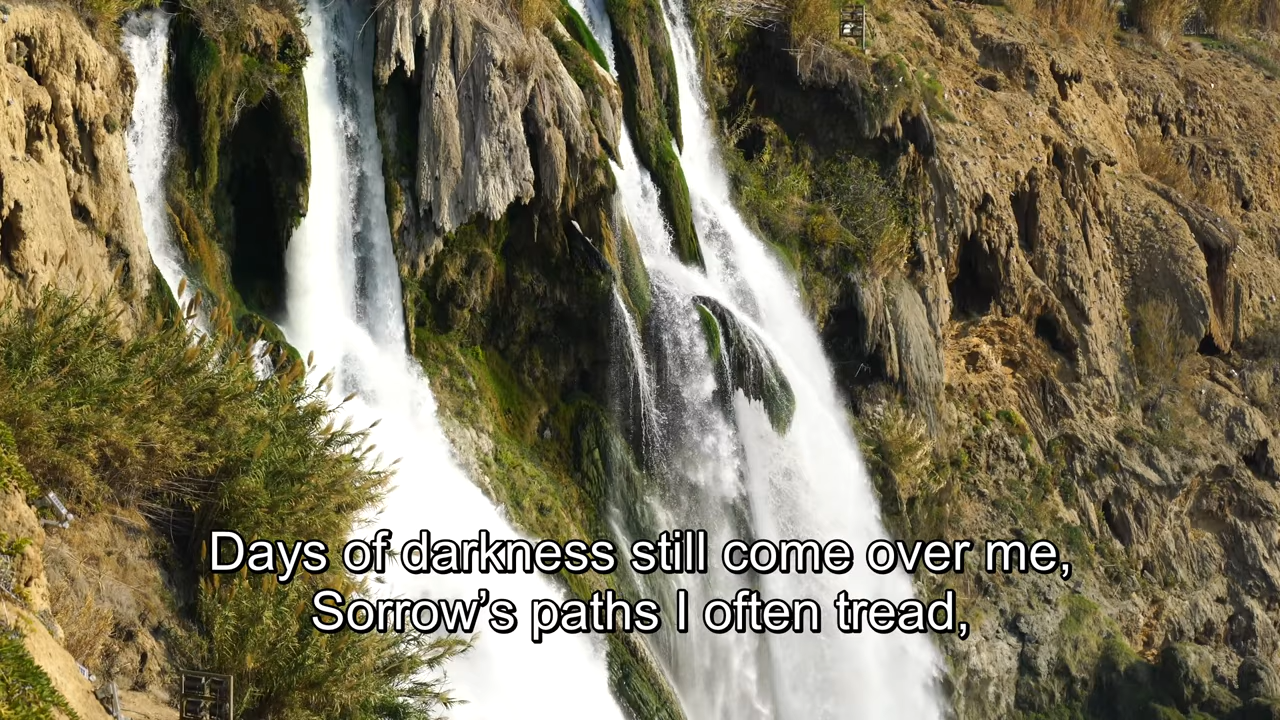 Days of darkness still come over me,
Sorrow’s paths I often tread,